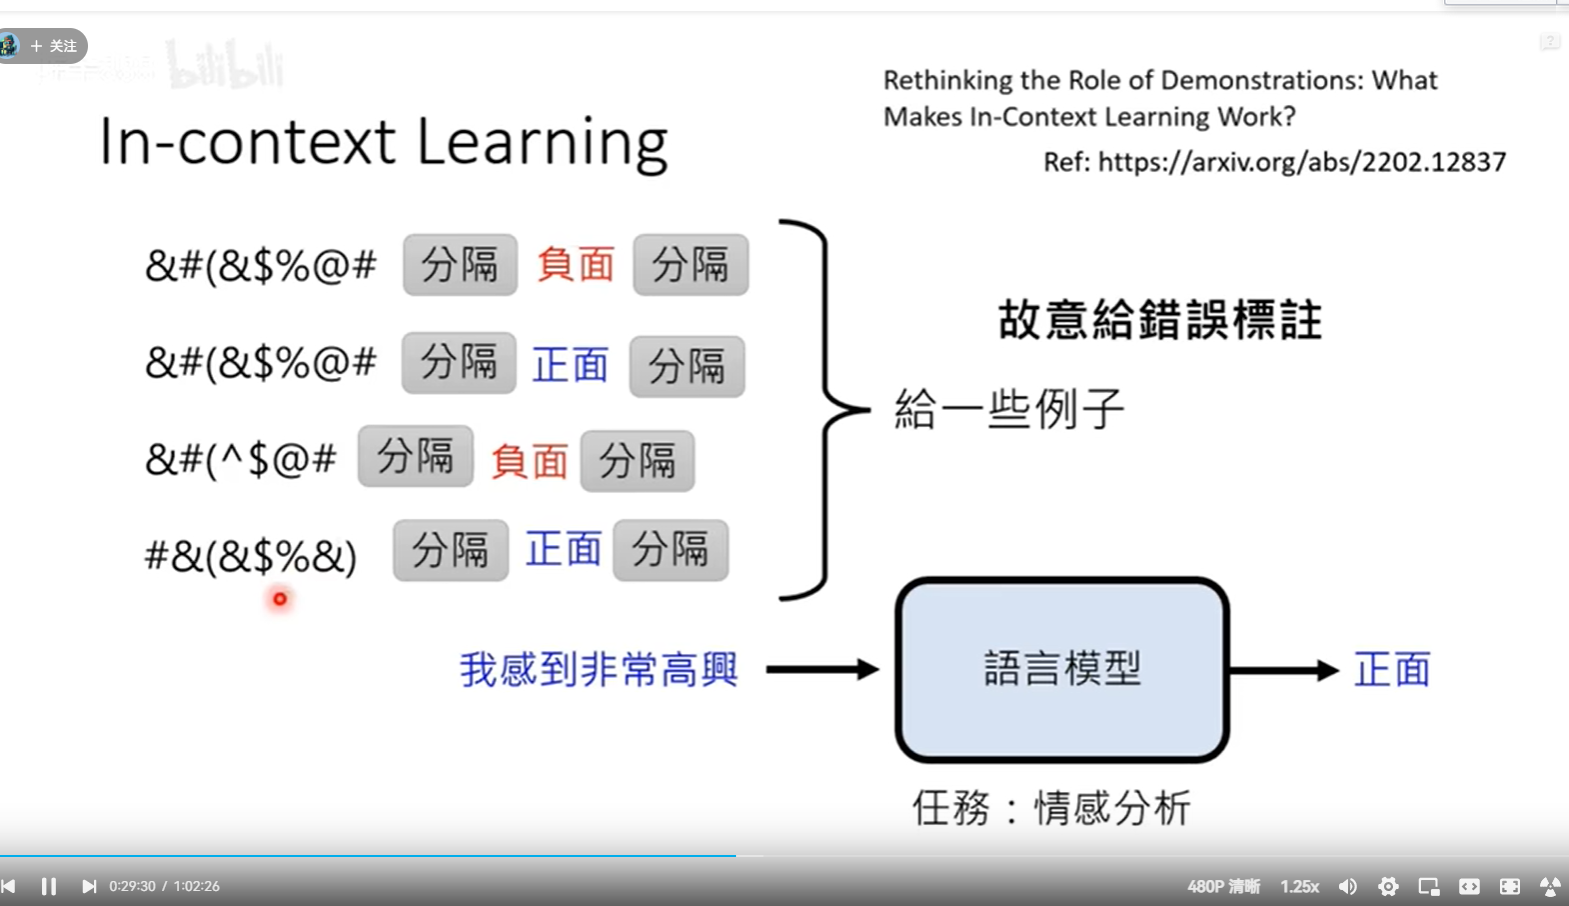 + 关注
bilibili
In-context Learning
Rethinking the Role of Demonstrations: What
Makes In-Context Learning Work?
Ref: https://arxiv.org/abs/2202.12837
&#(&$%@# 分隔 負面 分隔
&#(&$%@# 分隔 正面 分隔
&#(^$@# 分隔 負面 分隔
#&(&$%&) 分隔 正面 分隔
故意給錯誤標註
給一些例子
我感到非常高興
語言模型
正面
任務：情感分析
0:29:30 / 1:02:26
480P 清晰 1.25x